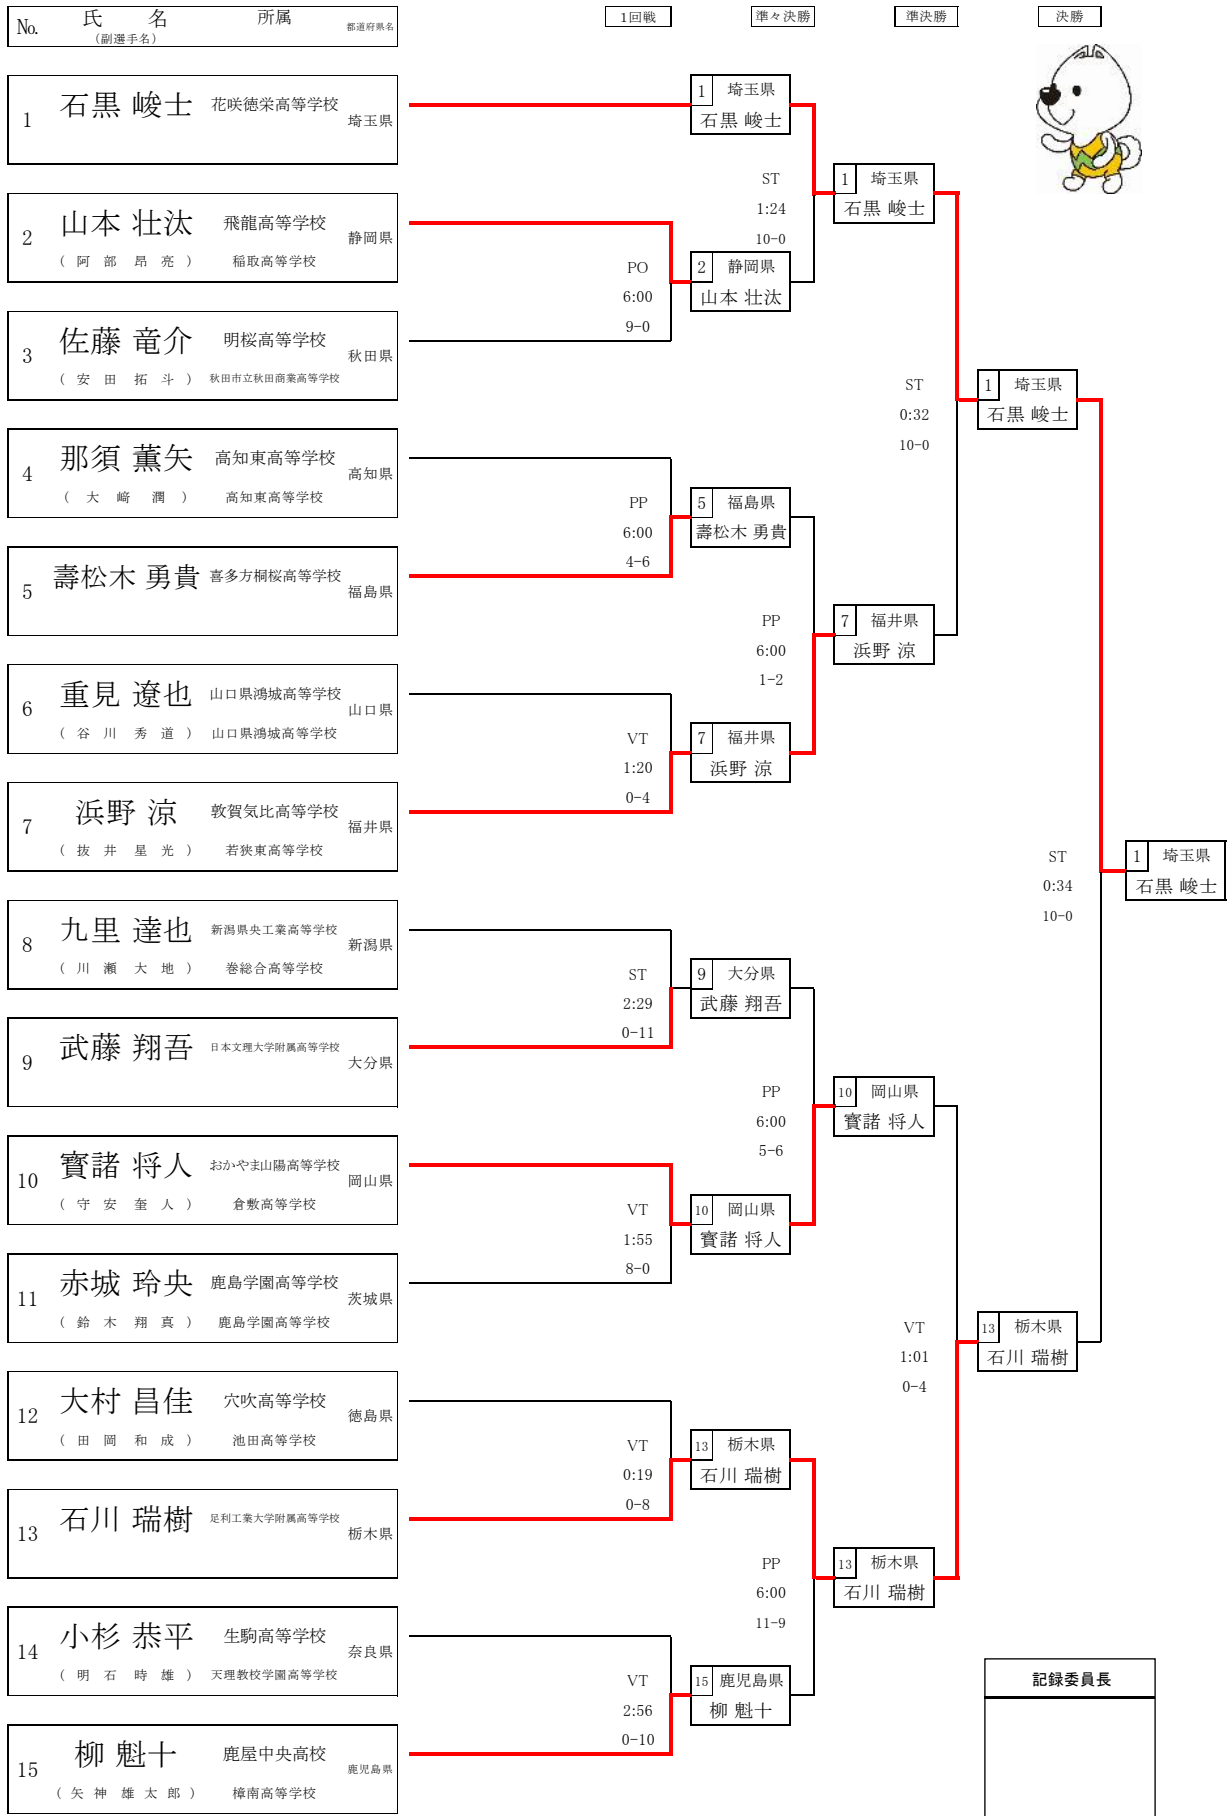 No. 氏 名 所属 都道府県名
(副選手名)
1回戦 準々決勝 準決勝 決勝
1 石黒 峻士 花咲徳栄高等学校 埼玉県
2 山本 壮汰 飛龍高等学校 静岡県
( 阿 部 昂 亮 ) 稲取高等学校
3 佐藤 竜介 明桜高等学校 秋田県
( 安 田 拓 斗 ) 秋田市立秋田商業高等学校
4 那須 薫矢 高知東高等学校 高知県
( 大 﨑 潤 ) 高知東高等学校
5 壽松木 勇貴 喜多方桐桜高等学校 福島県
6 重見 遼也 山口県鴻城高等学校 山口県
( 谷 川 秀 道 ) 山口県鴻城高等学校
7 浜野 涼 敦賀気比高等学校 福井県
( 抜 井 星 光 ) 若狭東高等学校
8 九里 達也 新潟県央工業高等学校 新潟県
( 川 瀬 大 地 ) 巻総合高等学校
9 武藤 翔吾 日本文理大学附属高等学校 大分県
10 寳諸 将人 おかやま山陽高等学校 岡山県
( 守 安 奎 人 ) 倉敷高等学校
11 赤城 玲央 鹿島学園高等学校 茨城県
( 鈴 木 翔 真 ) 鹿島学園高等学校
12 大村 昌佳 穴吹高等学校 徳島県
( 田 岡 和 成 ) 池田高等学校
13 石川 瑞樹 足利工業大学附属高等学校 栃木県
14 小杉 恭平 生駒高等学校 奈良県
( 明 石 時 雄 ) 天理教校学園高等学校
15 柳 魁十 鹿屋中央高校 鹿児島県
( 矢 神 雄 太 郎 ) 樟南高等学校
PO
6:00
9-0
PP
6:00
4-6
VT
1:20
0-4
ST
2:29
0-11
VT
1:55
8-0
VT
0:19
0-8
VT
2:56
0-10
1 埼玉県
石黒 峻士
2 静岡県
山本 壮汰
5 福島県
壽松木 勇貴
7 福井県
浜野 涼
9 大分県
武藤 翔吾
10 岡山県
寳諸 将人
13 栃木県
石川 瑞樹
15 鹿児島県
柳 魁十
ST
1:24
10-0
PP
6:00
1-2
PP
6:00
5-6
PP
6:00
11-9
1 埼玉県
石黒 峻士
7 福井県
浜野 涼
10 岡山県
寳諸 将人
13 栃木県
石川 瑞樹
ST
0:32
10-0
VT
1:01
0-4
1 埼玉県
石黒 峻士
13 栃木県
石川 瑞樹
ST
0:34
10-0
1 埼玉県
石黒 峻士
記録委員長